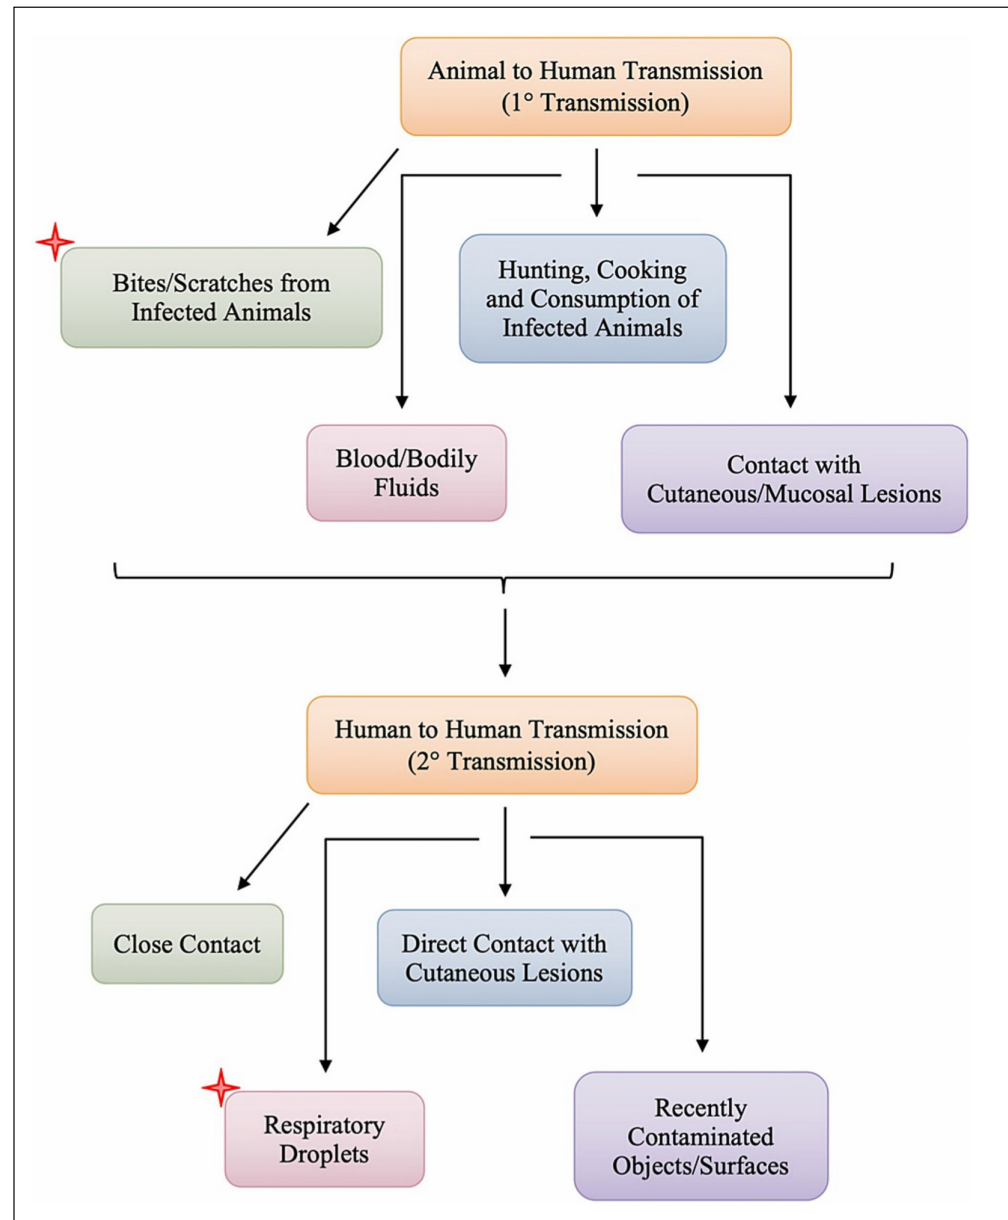 Animal to Human Transmission
(1° Transmission)
Bites/Scratches from
Infected Animals
Hunting, Cooking
and Consumption of
Infected Animals
Blood/Bodily
Fluids
Contact with
Cutaneous/Mucosal Lesions
Human to Human Transmission
(2° Transmission)
Close Contact
Direct Contact with
Cutaneous Lesions
Respiratory
Droplets
Recently
Contaminated
Objects/Surfaces